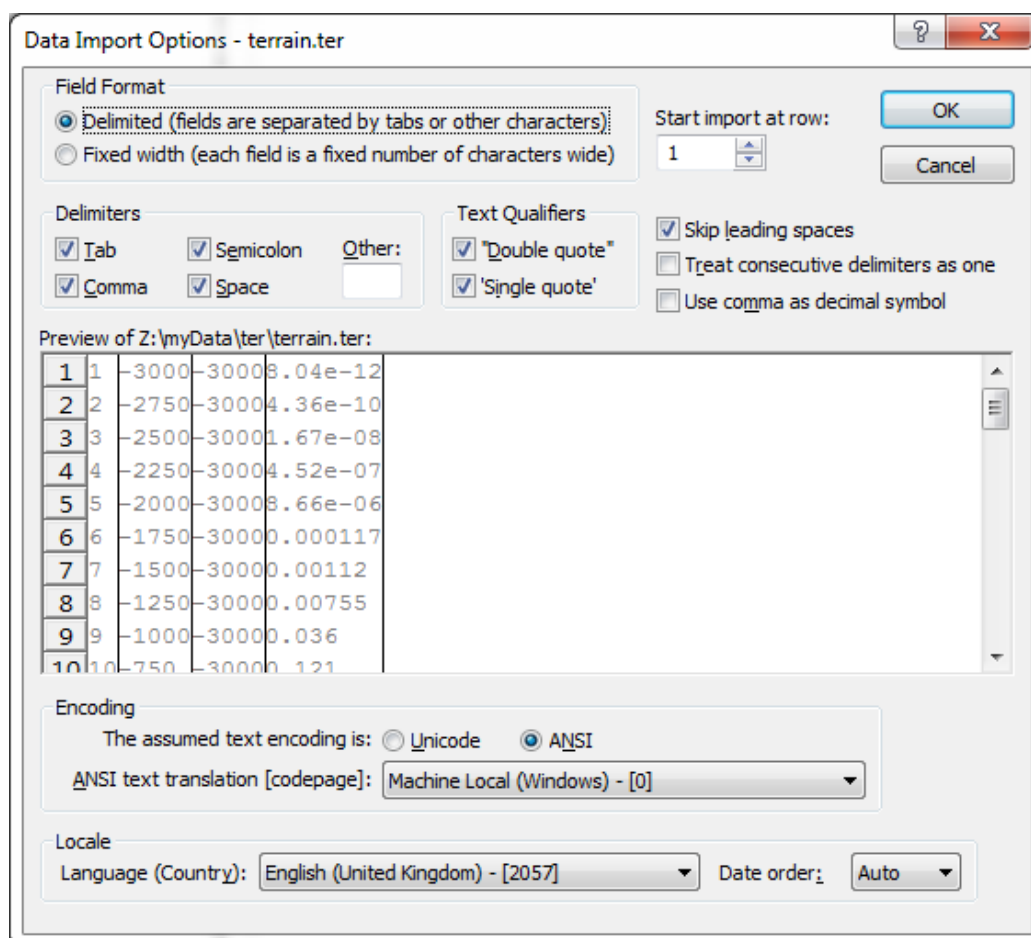 Data Import Options - terrain.ter
Field Format
Delimited (fields are separated by tabs or other characters)
Fixed width (each field is a fixed number of characters wide)
Start import at row:
1
OK
Cancel
Delimiters
Tab
Semicolon
Other:
Comma
Space
Text Qualifiers
"Double quote"
'Single quote'
Skip leading spaces
Treat consecutive delimiters as one
Use comma as decimal symbol
Preview of Z:\myData\ter\terrain.ter:
1 1 -3000 -3000 8.04e-12
2 2 -2750 -3000 4.36e-10
3 3 -2500 -3000 1.67e-08
4 4 -2250 -3000 4.52e-07
5 5 -2000 -3000 8.66e-06
6 6 -1750 -3000 0.000117
7 7 -1500 -3000 0.00112
8 8 -1250 -3000 0.00755
9 9 -1000 -3000 0.036
10 10 -750 -3000 0.121
Encoding
The assumed text encoding is: Unicode ANSI
ANSI text translation [codepage]: Machine Local (Windows) - [0]
Locale
Language (Country): English (United Kingdom) - [2057] Date order: Auto